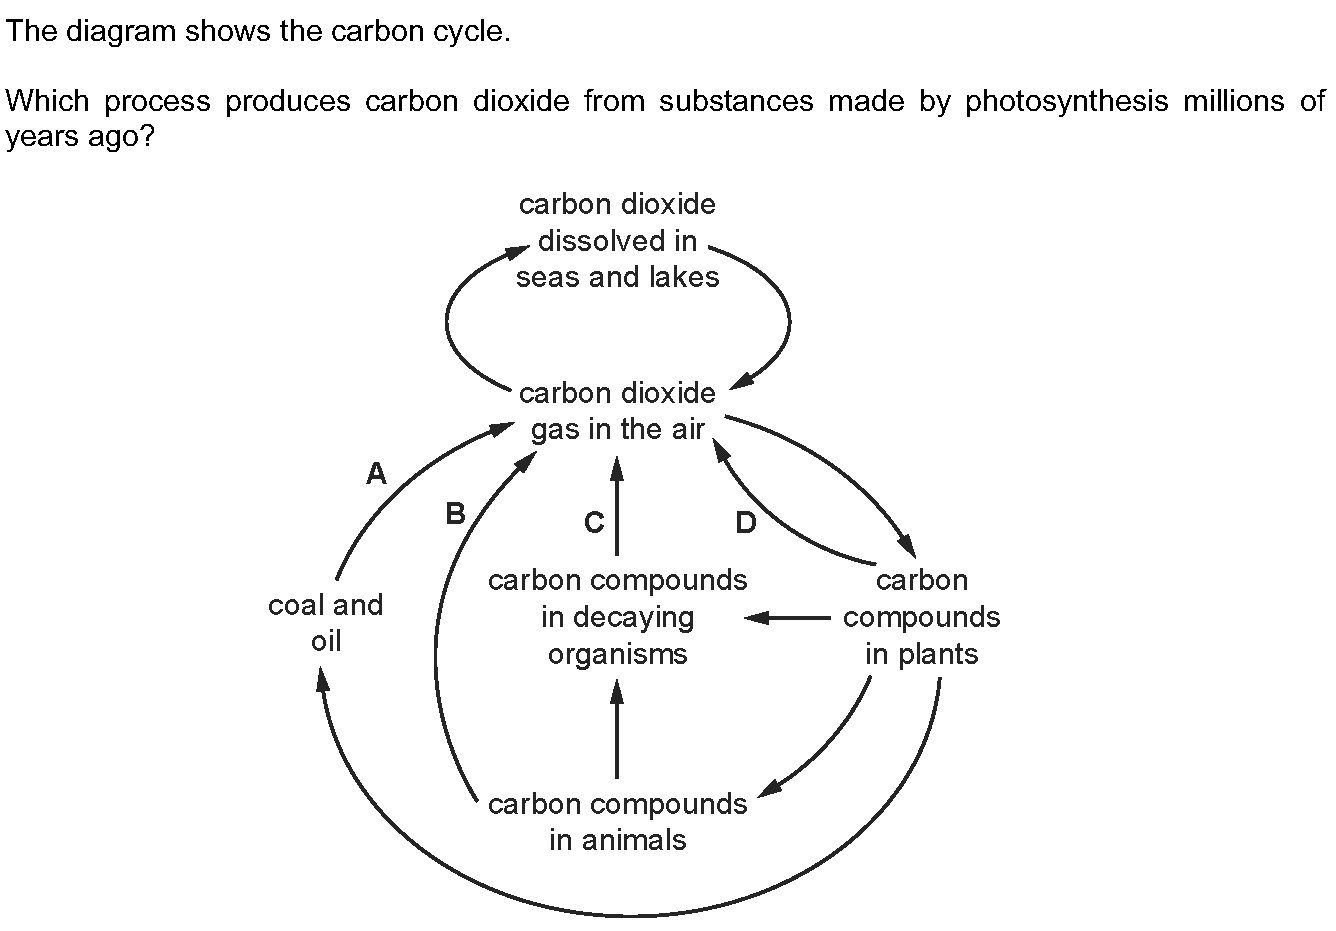 The diagram shows the carbon cycle.
Which process produces carbon dioxide from substances made by photosynthesis millions of
years ago?
carbon dioxide
dissolved in
seas and lakes
carbon dioxide
gas in the air
A
B
C
D
coal and
oil
carbon compounds
in decaying
organisms
carbon
compounds
in plants
carbon compounds
in animals